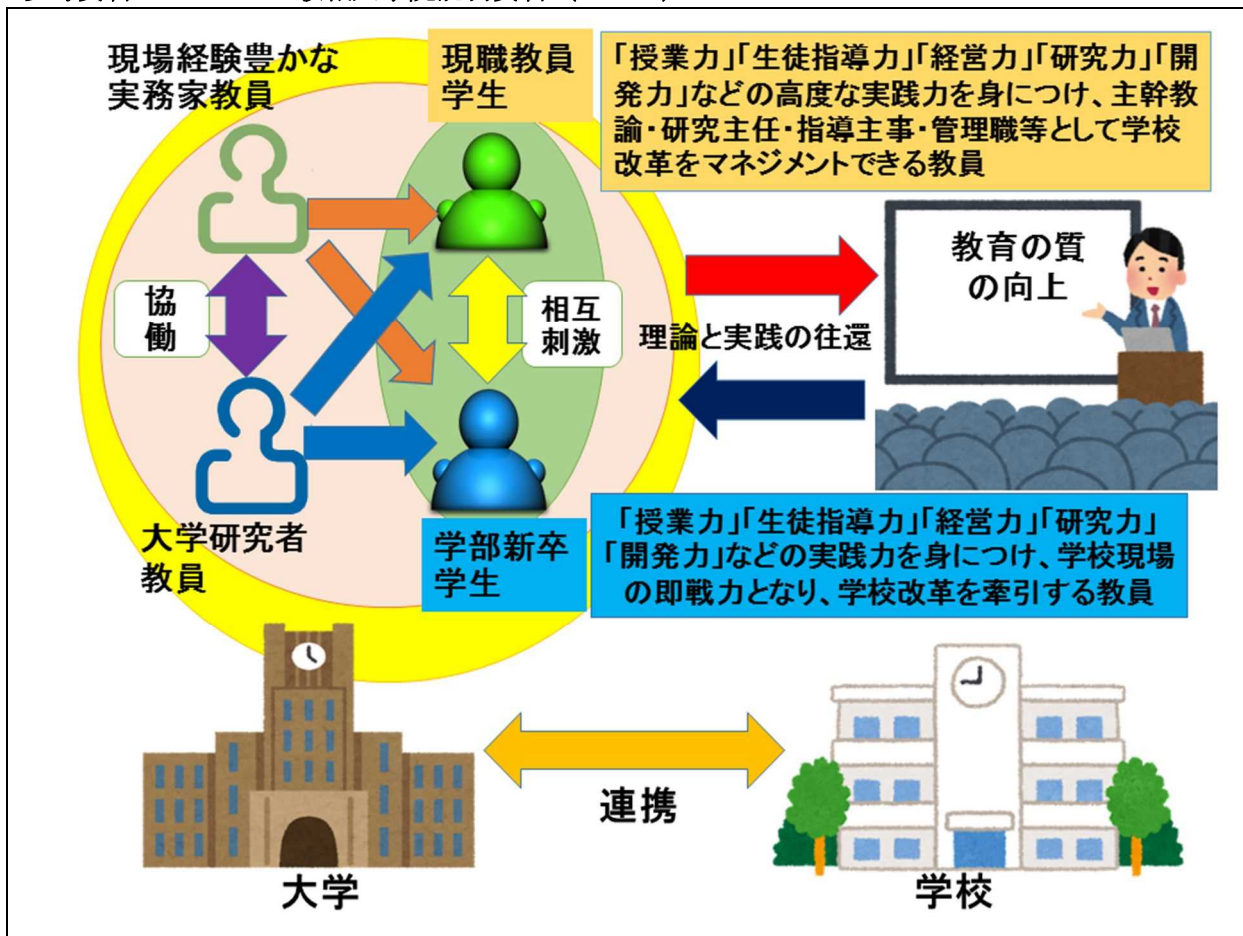 現場経験豊かな
実務家教員
現職教員
学生
「授業力」「生徒指導力」「経営力」「研究力」「開
発力」などの高度な実践力を身につけ、主幹教
諭・研究主任・指導主事・管理職等として学校
改革をマネジメントできる教員
協
働
相互
刺激
理論と実践の往還
教育の質
の向上
大学研究者
教員
学部新卒
学生
「授業力」「生徒指導力」「経営力」「研究力」
「開発力」などの実践力を身につけ、学校現場
の即戦力となり、学校改革を牽引する教員
連携
大学
学校